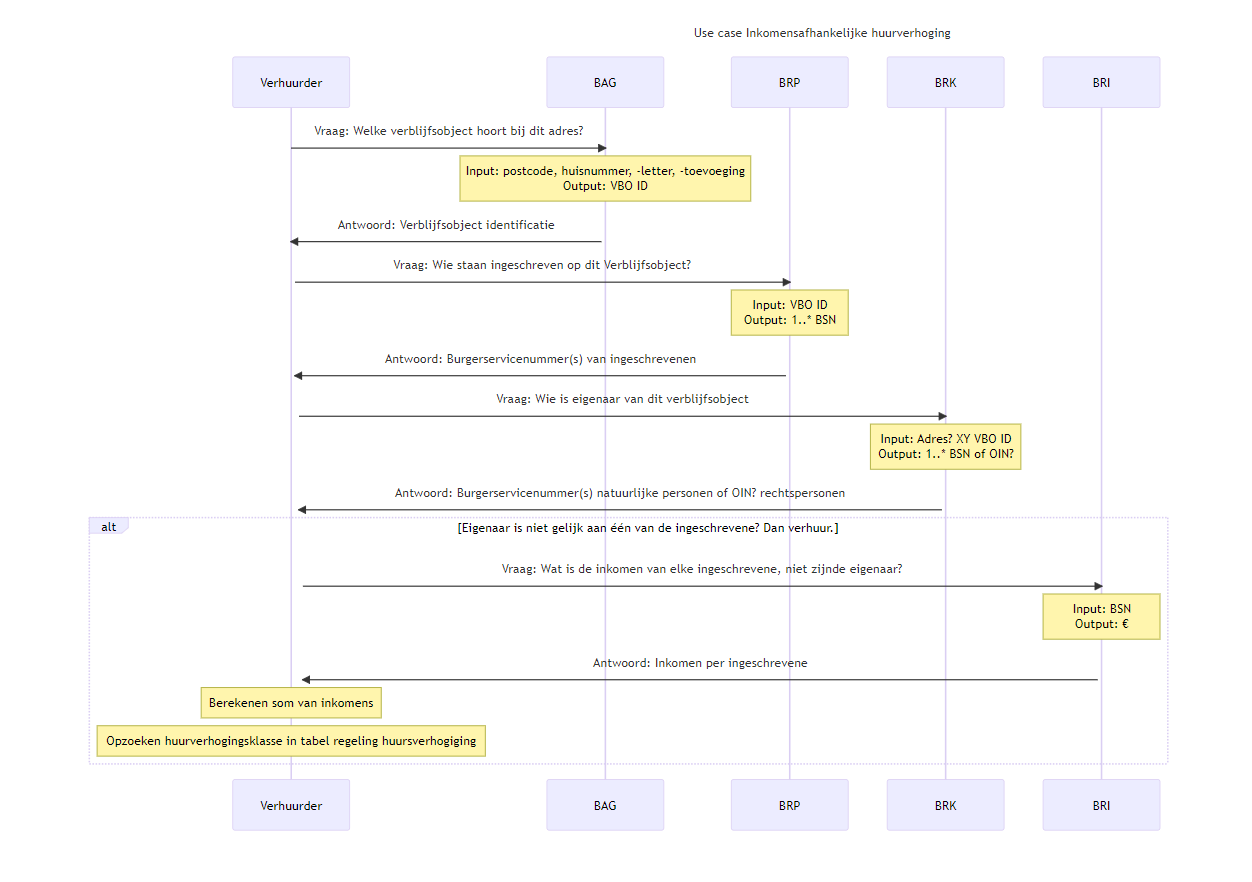 Use case Inkomensafhankelijke huurverhoging
Verhuurder
BAG
BRP
BRK
BRI
Vraag: Welke verblijfsobject hoort bij dit adres?
Input: postcode, huisnummer, -letter, -toevoeging
Output: VBO ID
Antwoord: Verblijfsobject identificatie
Vraag: Wie staan ingeschreven op dit Verblijfsobject?
Input: VBO ID
Output: 1..* BSN
Antwoord: Burgerservicenummer(s) van ingeschrevenen
Vraag: Wie is eigenaar van dit verblijfsobject
Input: Adres? XY VBO ID
Output: 1..* BSN of OIN?
Antwoord: Burgerservicenummer(s) natuurlijke personen of OIN? rechtspersonen
alt
[Eigenaar is niet gelijk aan één van de ingeschrevene? Dan verhuur.]
Vraag: Wat is de inkomen van elke ingeschrevene, niet zijnde eigenaar?
Input: BSN
Output: €
Antwoord: Inkomen per ingeschrevene
Berekenen som van inkomens
Opzoeken huurverhogingsklasse in tabel regeling huursverhogiging
Verhuurder
BAG
BRP
BRK
BRI